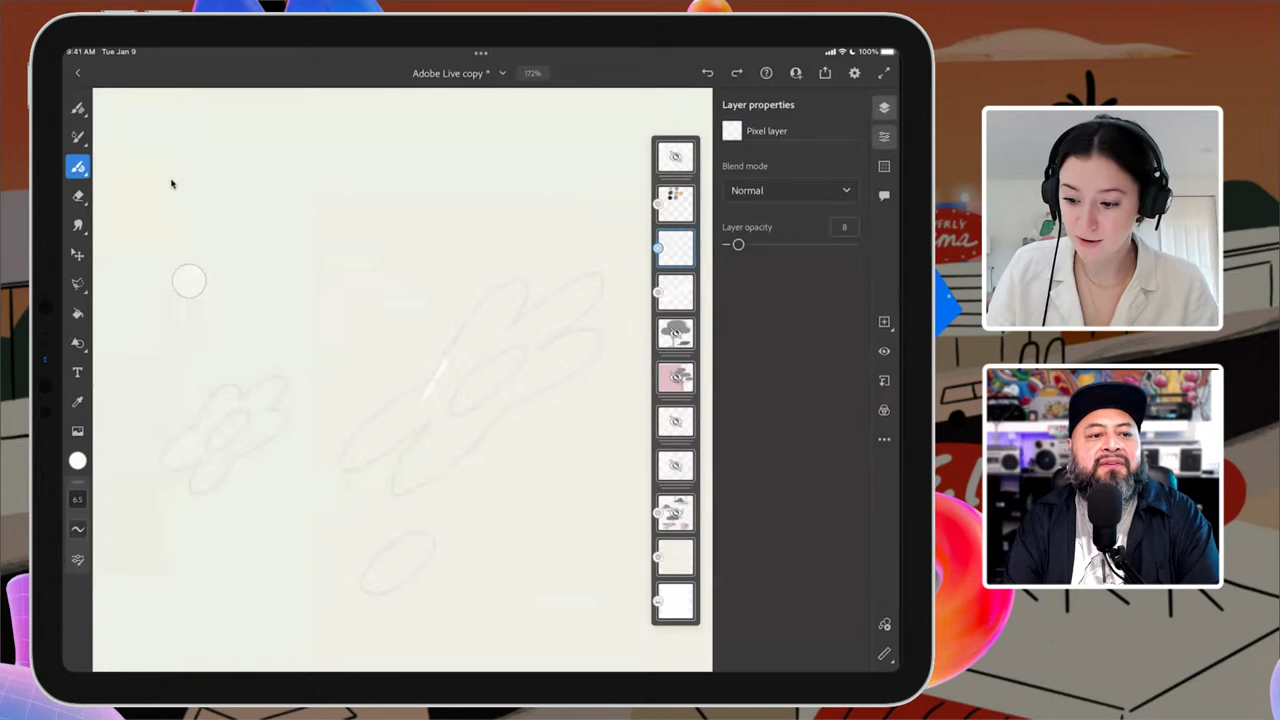 9:41 AM Tue Jan 9
100%
Adobe Live copy *
172%
Layer properties
Pixel layer
Blend mode
Normal
Layer opacity
8
T
6.5